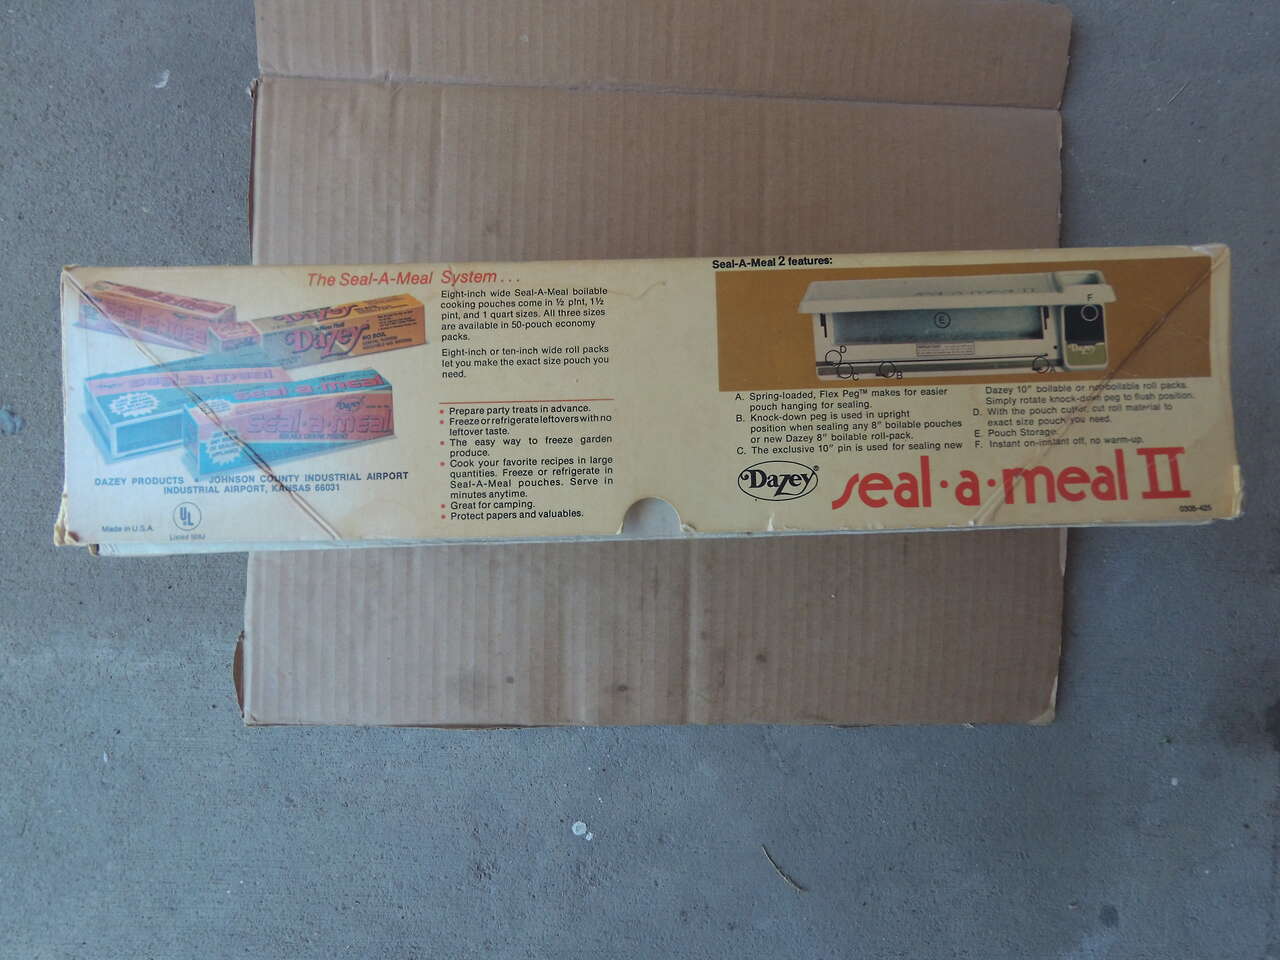 The Seal-A-Meal System...
Eight-inch wide Seal-A-Meal boilable
cooking pouches come in ½ pint, 1½
pint, and 1 quart sizes. All three sizes
are available in 50-pouch economy
packs.
Eight-inch or ten-inch wide roll packs
let you make the exact size pouch you
need.
• Prepare party treats in advance.
• Freeze or refrigerate leftovers with no
leftover taste.
• The easy way to freeze garden
produce.
• Cook your favorite recipes in large
quantities. Freeze or refrigerate in
Seal-A-Meal pouches. Serve in
minutes anytime.
• Great for camping.
• Protect papers and valuables.
seal-a-meal
Dazey
seal-a-meal
seal-a-meal
Dazey
seal-a-meal
DAZEY PRODUCTS • JOHNSON COUNTY INDUSTRIAL AIRPORT
INDUSTRIAL AIRPORT, KANSAS 66031
Made in U.S.A.
UL
Seal-A-Meal 2 features:
F
E
D
C
B
A
Dazey
A. Spring-loaded, Flex Peg™ makes for easier
pouch hanging for sealing.
B. Knock-down peg is used in upright
position when sealing any 8" boilable pouches
or new Dazey 8" boilable roll-pack.
C. The exclusive 10" pin is used for sealing new
Dazey 10" boilable or non-boilable roll packs.
Simply rotate knock-down peg to flush position.
D. With the pouch cutter, cut roll material to
exact size pouch you need.
E. Pouch Storage.
F. Instant on-instant off, no warm-up.
Dazey® seal·a·meal II
0305-425